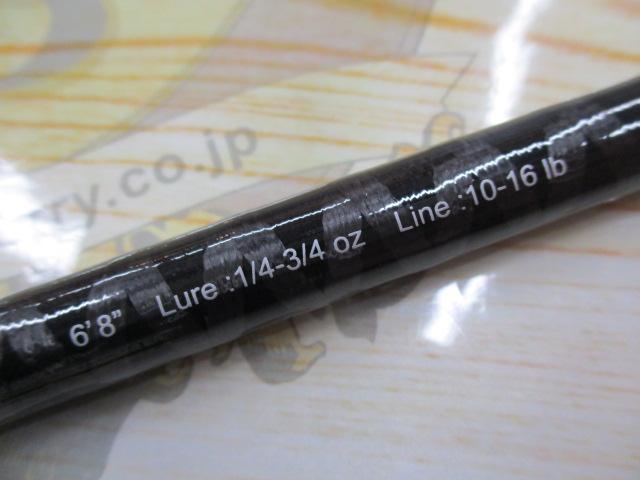 ry.co.jp
6'8" Lure :1/4-3/4 oz Line :10-16 lb